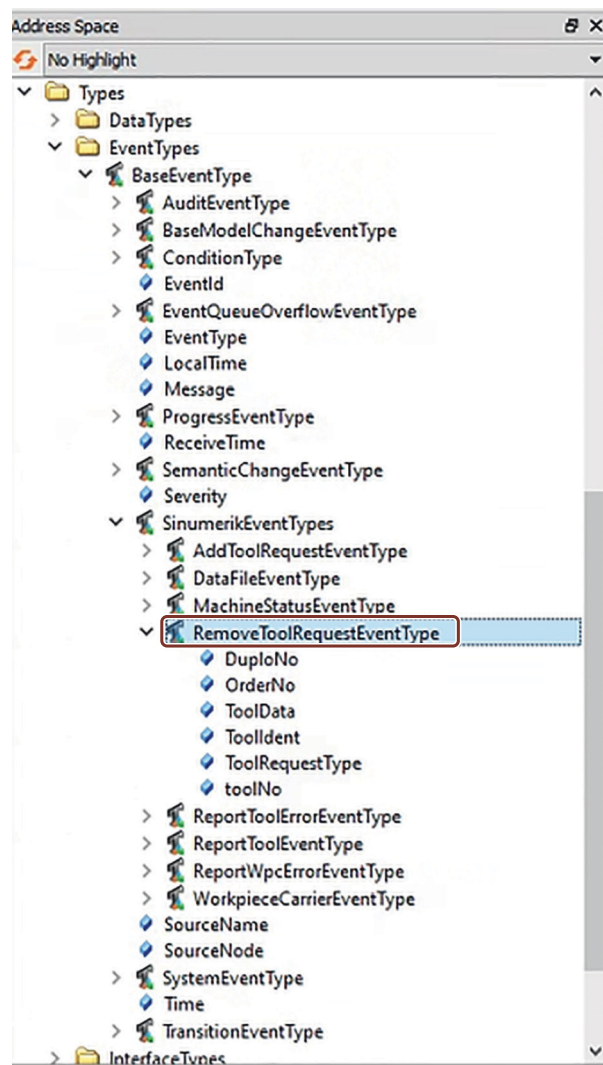 Address Space
No Highlight
Types
DataTypes
EventTypes
BaseEventType
AuditEventType
BaseModelChangeEventType
ConditionType
EventId
EventQueueOverflowEventType
EventType
LocalTime
Message
ProgressEventType
ReceiveTime
SemanticChangeEventType
Severity
SinumerikEventTypes
AddToolRequestEventType
DataFileEventType
MachineStatusEventType
RemoveToolRequestEventType
DuploNo
OrderNo
ToolData
ToolIdent
ToolRequestType
toolNo
ReportToolErrorEventType
ReportToolEventType
ReportWpcErrorEventType
WorkpieceCarrierEventType
SourceName
SourceNode
SystemEventType
Time
TransitionEventType
InterfaceTypes